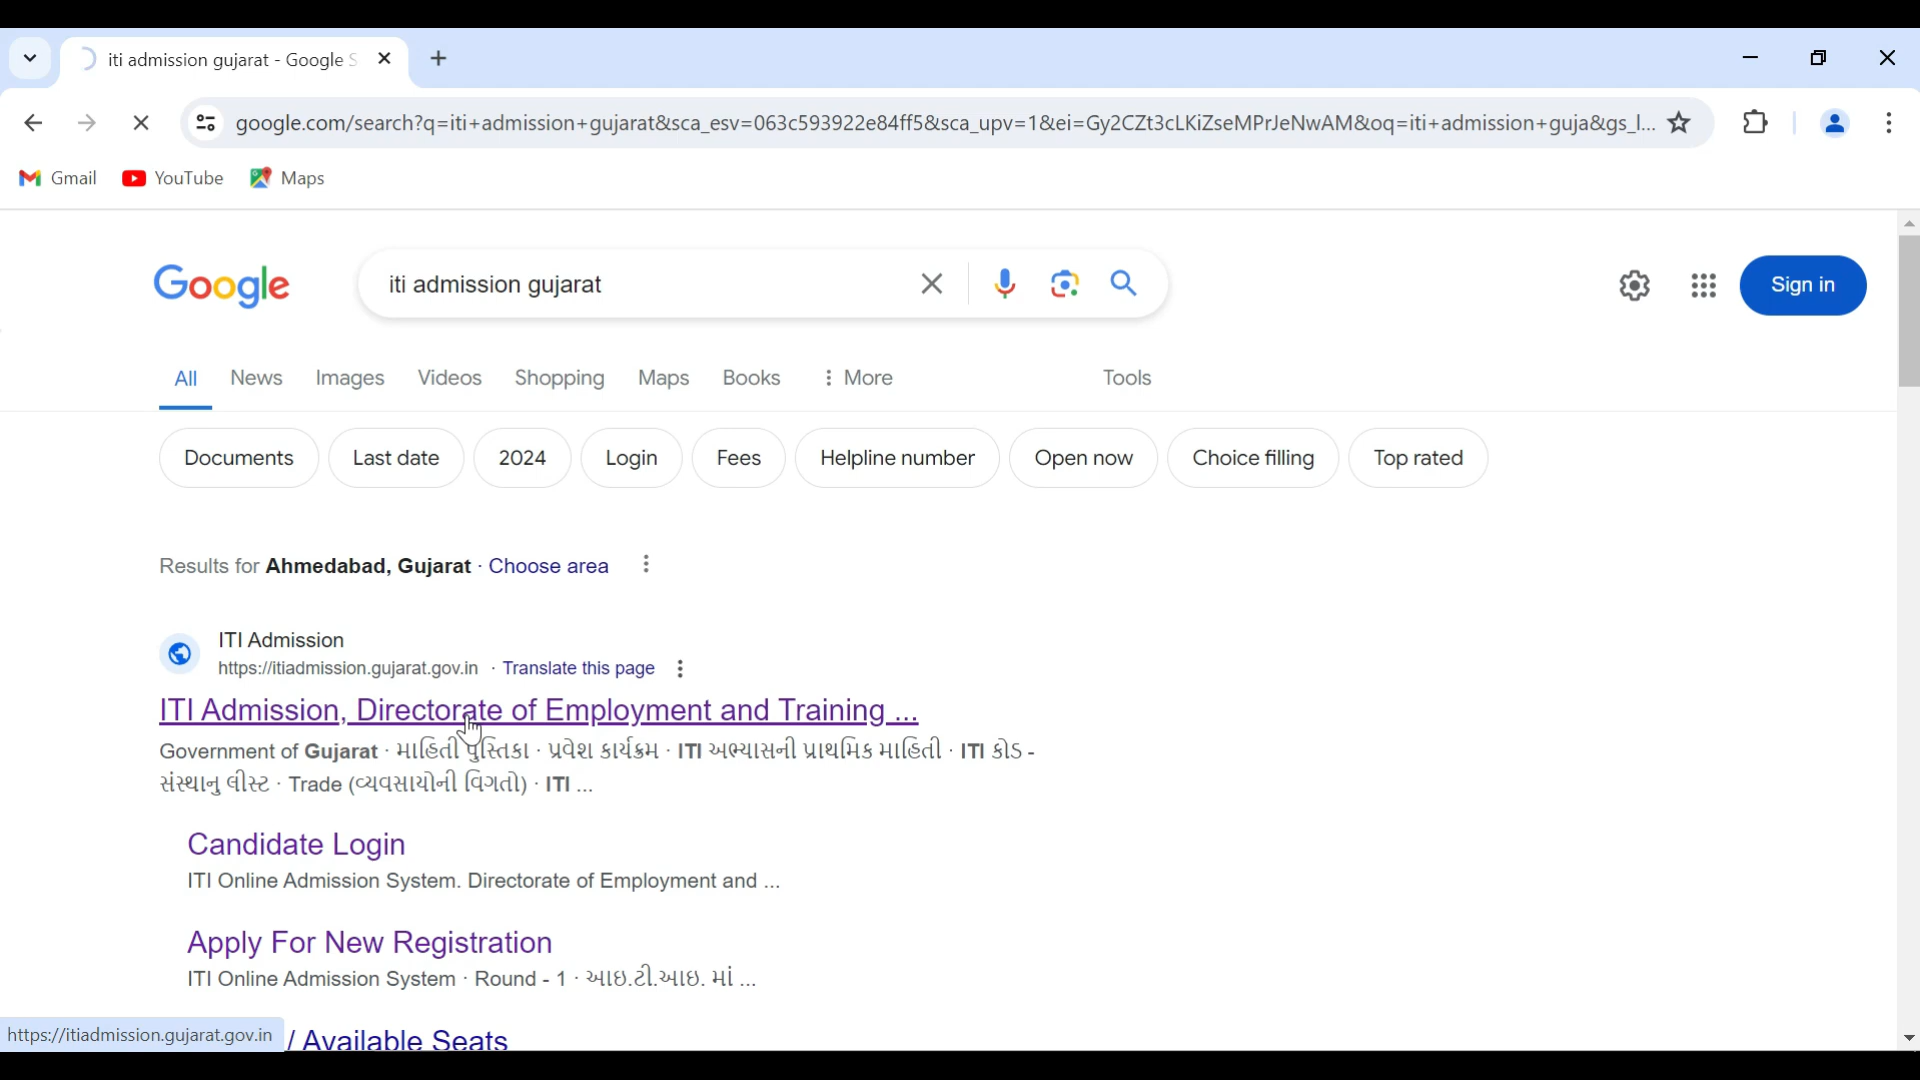 iti admission gujarat - Google S
google.com/search?q=iti+admission+gujarat&sca_esv=063c593922e84ff5&sca_upv=1&ei=Gy2CZt3cLKiZseMPrJeNwAM&oq=iti+admission+guja&gs_l...
Gmail YouTube Maps
Google iti admission gujarat Sign in
All News Images Videos Shopping Maps Books More Tools
Documents Last date 2024 Login Fees Helpline number Open now Choice filling Top rated
Results for Ahmedabad, Gujarat · Choose area
ITI Admission
https://itiadmission.gujarat.gov.in · Translate this page
ITI Admission, Directorate of Employment and Training ...
Government of Gujarat · માહિતી પુસ્તિકા · પ્રવેશ કાર્યક્રમ · ITI અભ્યાસની પ્રાથમિક માહિતી · ITI કોડ -
સંસ્થાનુ લીસ્ટ · Trade (વ્યવસાયોની વિગતો) · ITI ...
Candidate Login
ITI Online Admission System. Directorate of Employment and ...
Apply For New Registration
ITI Online Admission System · Round - 1 · આઇ.ટી.આઇ. માં ...
https://itiadmission.gujarat.gov.in / Available Seats